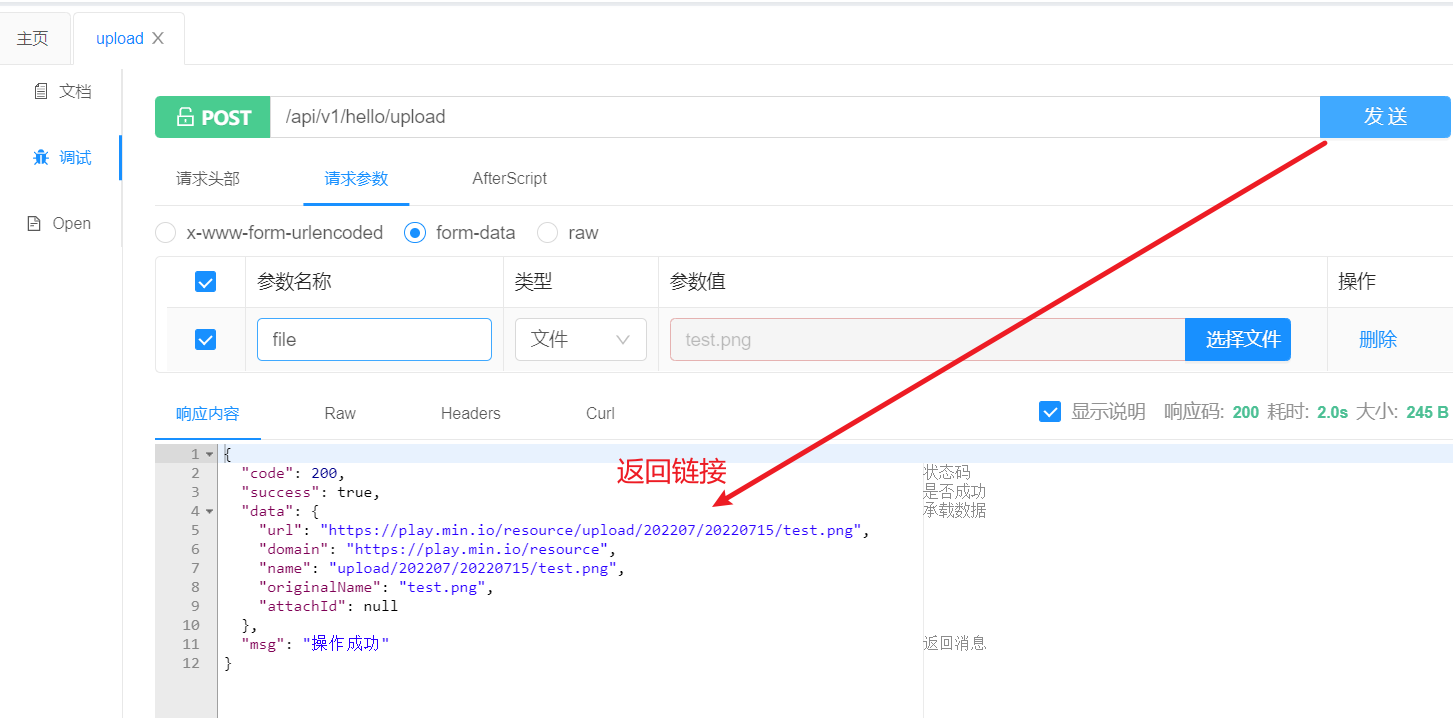 主页
upload
文档
调试
Open
POST /api/v1/hello/upload 发 送
请求头部 请求参数 AfterScript
x-www-form-urlencoded form-data raw
参数名称 类型 参数值 操作
file 文件 test.png 选择文件 删除
响应内容 Raw Headers Curl 显示说明 响应码: 200 耗时: 2.0s 大小: 245 B
返回链接
1 {
2 "code": 200, 状态码
3 "success": true, 是否成功
4 "data": { 承载数据
5 "url": "https://play.min.io/resource/upload/202207/20220715/test.png",
6 "domain": "https://play.min.io/resource",
7 "name": "upload/202207/20220715/test.png",
8 "originalName": "test.png",
9 "attachId": null
10 },
11 "msg": "操作成功" 返回消息
12 }